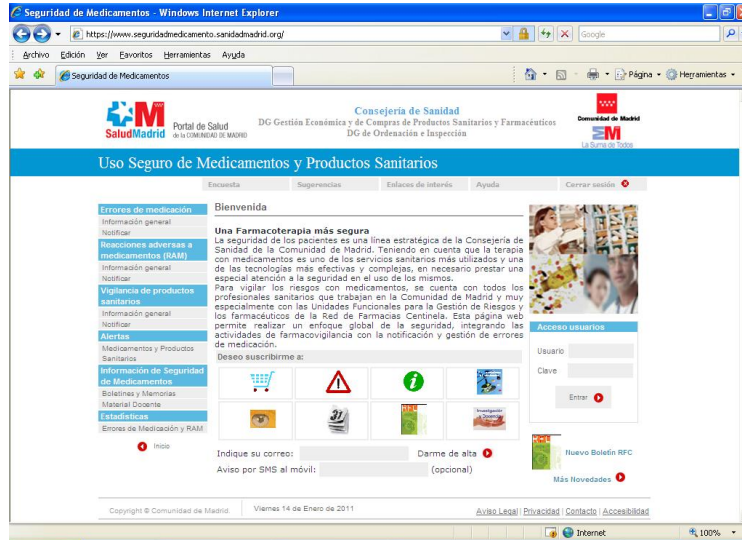 Seguridad de Medicamentos - Windows Internet Explorer
https://www.seguridadmedicamento.sanidadmadrid.org/
Google
Archivo Edición Ver Favoritos Herramientas Ayuda
Seguridad de Medicamentos
Página Herramientas
SaludMadrid
Portal de Salud
de la COMUNIDAD DE MADRID
Consejería de Sanidad
DG Gestión Económica y de Compras de Productos Sanitarios y Farmacéuticos
DG de Ordenación e Inspección
Comunidad de Madrid
La Suma de Todos
Uso Seguro de Medicamentos y Productos Sanitarios
Encuesta Sugerencias Enlaces de interés Ayuda Cerrar sesión
Errores de medicación
Información general
Notificar
Reacciones adversas a
medicamentos (RAM)
Información general
Notificar
Vigilancia de productos
sanitarios
Información general
Notificar
Alertas
Medicamentos y Productos
Sanitarios
Información de Seguridad
de Medicamentos
Boletines y Memorias
Material Docente
Estadísticas
Errores de Medicación y RAM
Inicio
Bienvenida
Una Farmacoterapia más segura
La seguridad de los pacientes es una línea estratégica de la Consejería de
Sanidad de la Comunidad de Madrid. Teniendo en cuenta que la terapia
con medicamentos es uno de los servicios sanitarios más utilizados y una
de las tecnologías más efectivas y complejas, en necesario prestar una
especial atención a la seguridad en el uso de los mismos.
Para vigilar los riesgos con medicamentos, se cuenta con todos los
profesionales sanitarios que trabajan en la Comunidad de Madrid y muy
especialmente con las Unidades Funcionales para la Gestión de Riesgos y
los farmacéuticos de la Red de Farmacias Centinela. Esta página web
permite realizar un enfoque global de la seguridad, integrando las
actividades de farmacovigilancia con la notificación y gestión de errores
de medicación.
Deseo suscribirme a:
31
Investigación
y Docencia
Indique su correo: Darme de alta
Aviso por SMS al móvil: (opcional)
Acceso usuarios
Usuario
Clave
Entrar
Nuevo Boletín RFC
Más Novedades
Copyright © Comunidad de Madrid
Viernes 14 de Enero de 2011
Aviso Legal | Privacidad | Contacto | Accesibilidad
Internet
100%